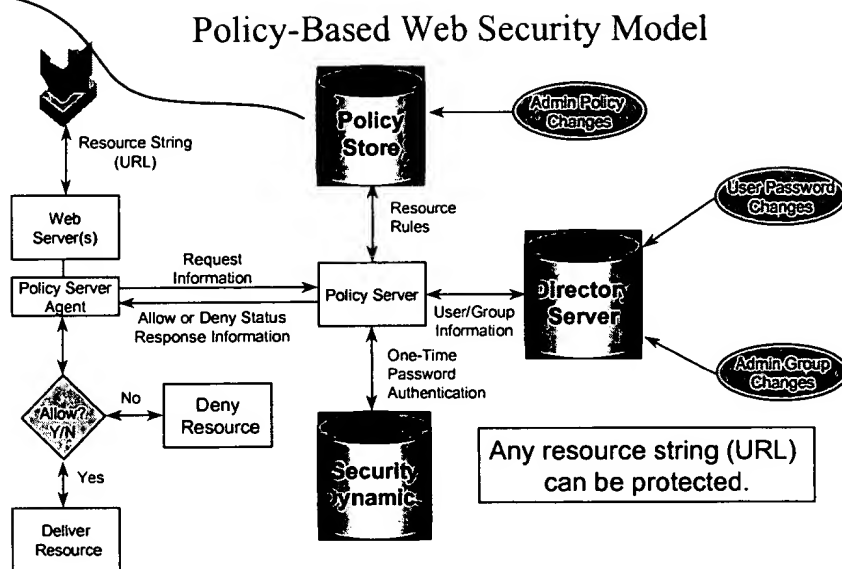 Policy-Based Web Security Model
Resource String
(URL)
Policy
Store
Admin Policy
Changes
Web
Server(s)
Resource
Rules
User Password
Changes
Policy Server
Agent
Request
Information
Allow or Deny Status
Response Information
Policy Server
User/Group
Information
Directory
Server
Admin Group
Changes
One-Time
Password
Authentication
Allow?
Y/N
No
Deny
Resource
Yes
Deliver
Resource
Security
Dynamic
Any resource string (URL)
can be protected.